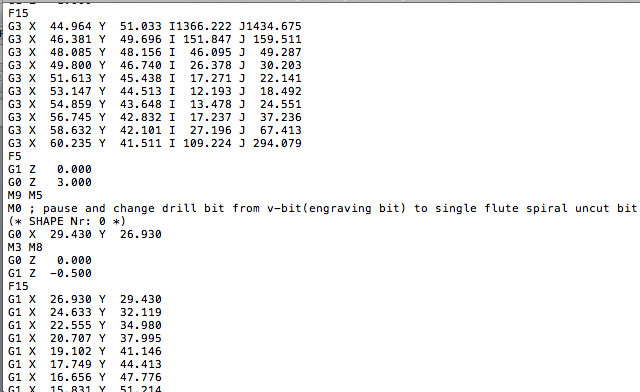 F15
G3 X  44.964 Y  51.033 I1366.222 J1434.675
G3 X  46.381 Y  49.696 I 151.847 J 159.511
G3 X  48.085 Y  48.156 I  46.095 J  49.287
G3 X  49.800 Y  46.740 I  26.378 J  30.203
G3 X  51.613 Y  45.438 I  17.271 J  22.141
G3 X  53.147 Y  44.513 I  12.193 J  18.492
G3 X  54.859 Y  43.648 I  13.478 J  24.551
G3 X  56.745 Y  42.832 I  17.237 J  37.236
G3 X  58.632 Y  42.101 I  27.196 J  67.413
G3 X  60.235 Y  41.511 I 109.224 J 294.079
F5
G1 Z   0.000
G0 Z   3.000
M9 M5
M0 ; pause and change drill bit from v-bit(engraving bit) to single flute spiral uncut bit
(* SHAPE Nr: 0 *)
G0 X  29.430 Y  26.930
M3 M8
G0 Z   0.000
G1 Z  -0.500
F15
G1 X  26.930 Y  29.430
G1 X  24.633 Y  32.119
G1 X  22.555 Y  34.980
G1 X  20.707 Y  37.995
G1 X  19.102 Y  41.146
G1 X  17.749 Y  44.413
G1 X  16.656 Y  47.776
G1 X  15.831 Y  51.214